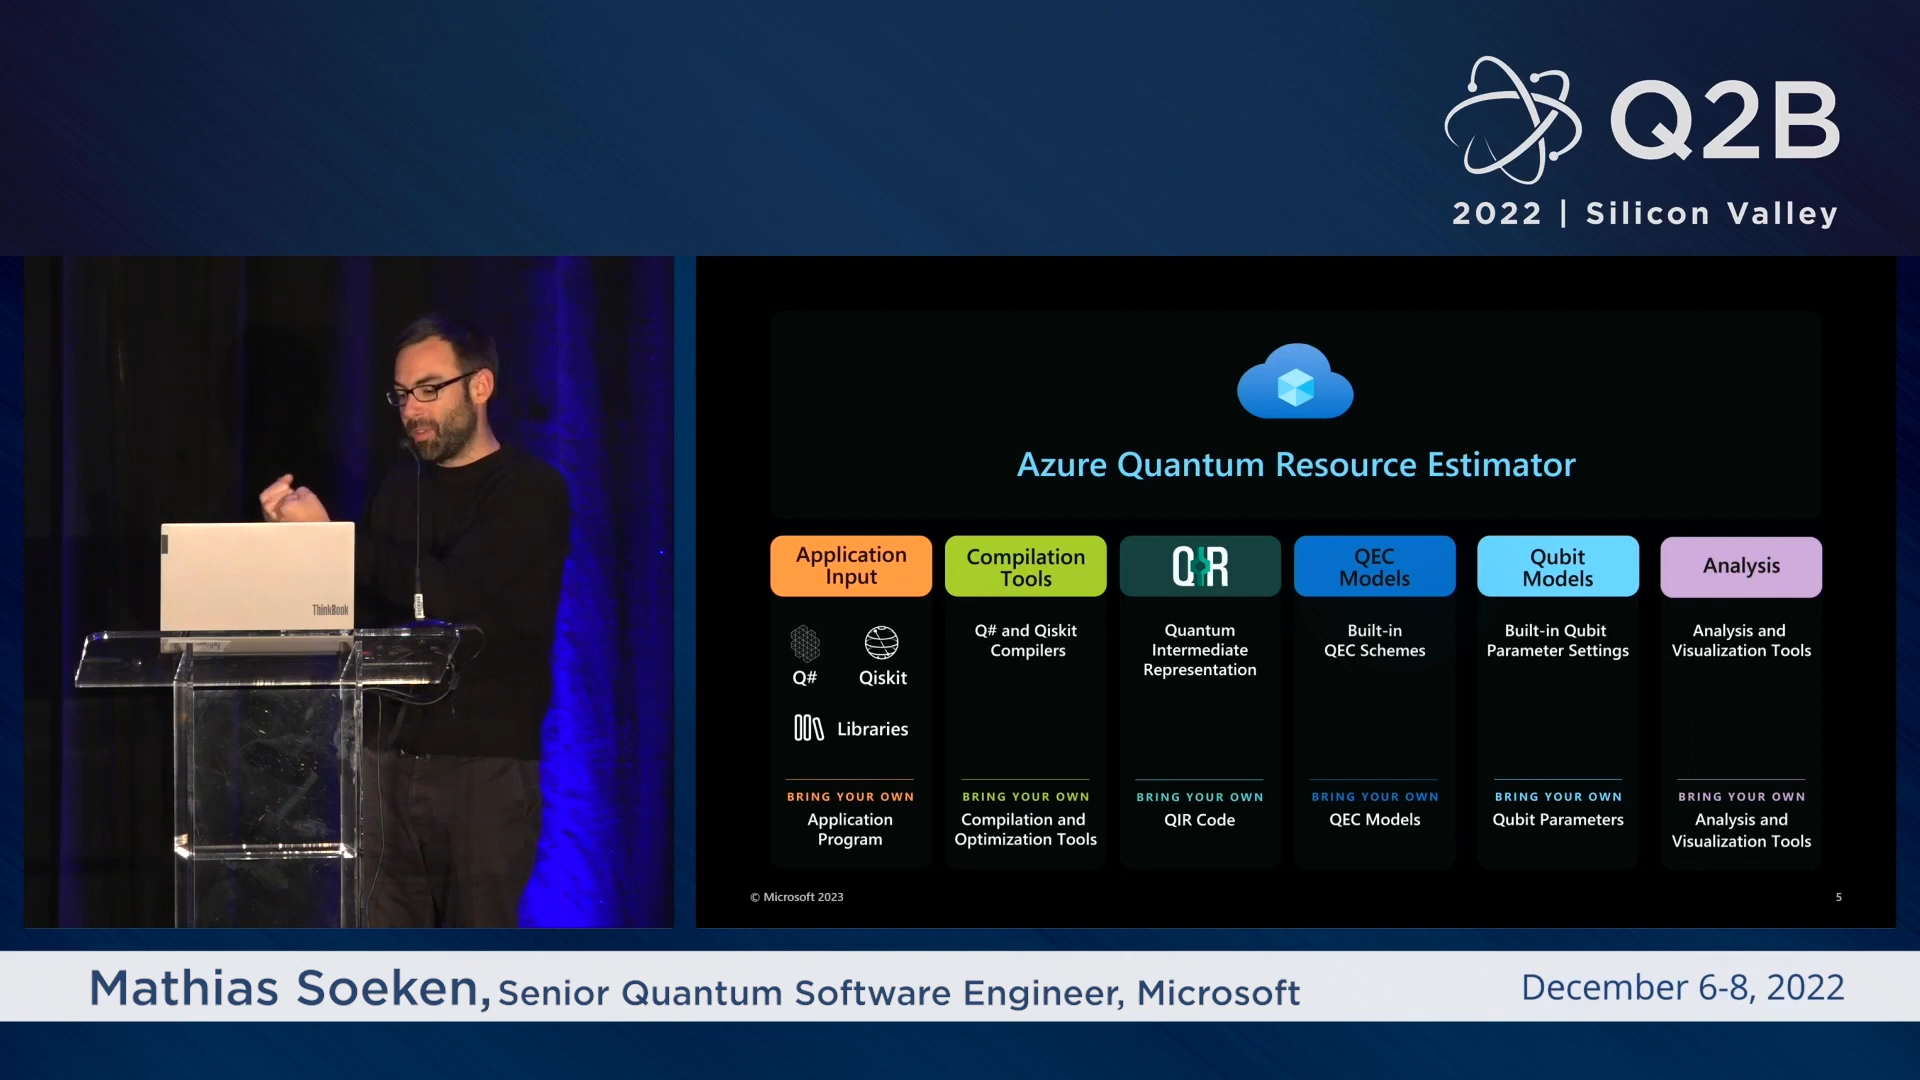 Q2B
2022 | Silicon Valley
ThinkBook
Azure Quantum Resource Estimator
Application
Input
Compilation
Tools
QIR
QEC
Models
Qubit
Models
Analysis
Q#
Qiskit
Libraries
Q# and Qiskit
Compilers
Quantum
Intermediate
Representation
Built-in
QEC Schemes
Built-in Qubit
Parameter Settings
Analysis and
Visualization Tools
BRING YOUR OWN
Application
Program
BRING YOUR OWN
Compilation and
Optimization Tools
BRING YOUR OWN
QIR Code
BRING YOUR OWN
QEC Models
BRING YOUR OWN
Qubit Parameters
BRING YOUR OWN
Analysis and
Visualization Tools
© Microsoft 2023
5
Mathias Soeken, Senior Quantum Software Engineer, Microsoft
December 6-8, 2022